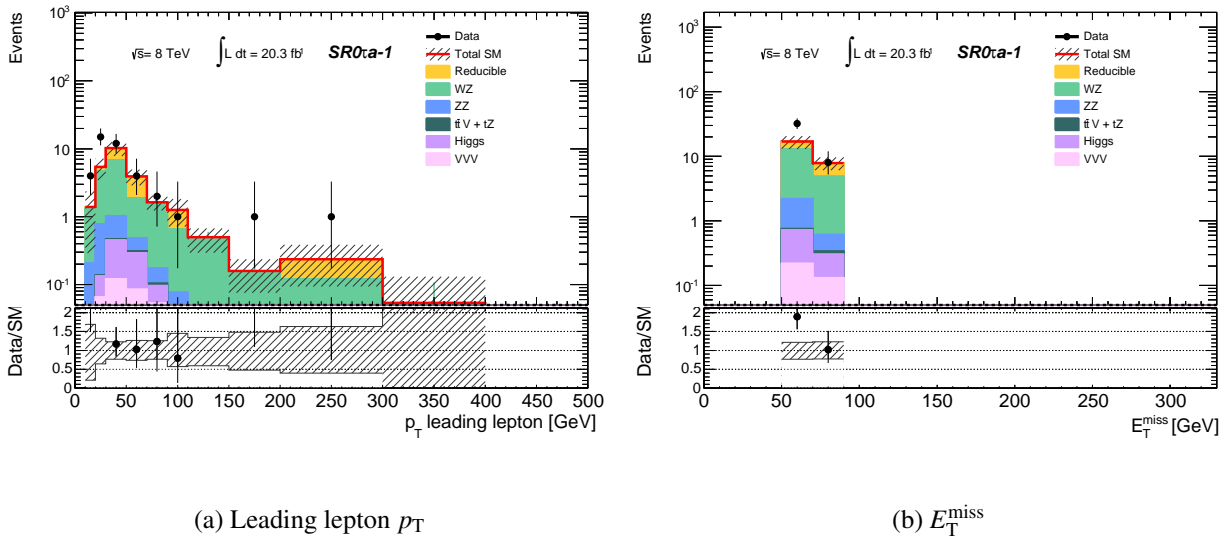 Events
10³
10²
10
1
10⁻¹
√s= 8 TeV ∫L dt = 20.3 fb¹ SR0τa-1
Data
Total SM
Reducible
WZ
ZZ
tt̄ V + tZ
Higgs
VVV
Data/SM
2
1.5
1
0.5
0
0 50 100 150 200 250 300 350 400 450 500
p_T leading lepton [GeV]
(a) Leading lepton p_T
Events
10³
10²
10
1
10⁻¹
√s= 8 TeV ∫L dt = 20.3 fb¹ SR0τa-1
Data
Total SM
Reducible
WZ
ZZ
tt̄ V + tZ
Higgs
VVV
Data/SM
2
1.5
1
0.5
0
0 50 100 150 200 250 300
E_T^miss [GeV]
(b) E_T^miss